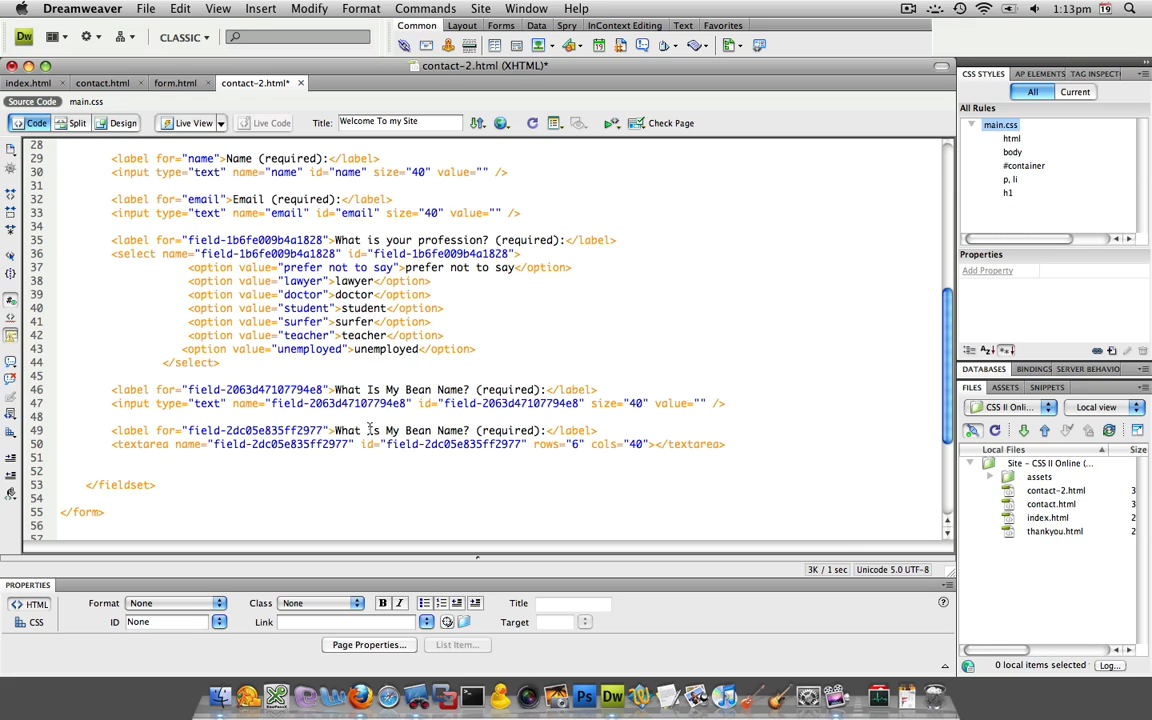 Dreamweaver File Edit View Insert Modify Format Commands Site Window Help 1:13pm 19
Common Layout Forms Data Spry InContext Editing Text Favorites
Dw CLASSIC
contact-2.html (XHTML)*
index.html contact.html form.html contact-2.html*
Source Code main.css
Code Split Design Live View Live Code Title: Welcome To my Site Check Page
28
29 <label for="name">Name (required):</label>
30 <input type="text" name="name" id="name" size="40" value="" />
31
32 <label for="email">Email (required):</label>
33 <input type="text" name="email" id="email" size="40" value="" />
34
35 <label for="field-1b6fe009b4a1828">What is your profession? (required):</label>
36 <select name="field-1b6fe009b4a1828" id="field-1b6fe009b4a1828">
37 <option value="prefer not to say">prefer not to say</option>
38 <option value="lawyer">lawyer</option>
39 <option value="doctor">doctor</option>
40 <option value="student">student</option>
41 <option value="surfer">surfer</option>
42 <option value="teacher">teacher</option>
43 <option value="unemployed">unemployed</option>
44 </select>
45
46 <label for="field-2063d47107794e8">What Is My Bean Name? (required):</label>
47 <input type="text" name="field-2063d47107794e8" id="field-2063d47107794e8" size="40" value="" />
48
49 <label for="field-2dc05e835ff2977">What Is My Bean Name? (required):</label>
50 <textarea name="field-2dc05e835ff2977" id="field-2dc05e835ff2977" rows="6" cols="40"></textarea>
51
52
53 </fieldset>
54
55 </form>
56
57
3K / 1 sec Unicode 5.0 UTF-8
PROPERTIES
HTML Format None Class None B I Title
CSS ID None Link Target
Page Properties... List Item...
CSS STYLES AP ELEMENTS TAG INSPECT
All Current
All Rules
main.css
html
body
#container
p, li
h1
Properties
Add Property
DATABASES BINDINGS SERVER BEHAVIO
FILES ASSETS SNIPPETS
CSS II Onli... Local view
Local Files Size
Site - CSS II Online (...
assets
contact-2.html 3
contact.html 3
index.html 2
thankyou.html 2
0 local items selected Log...
Ps Dw